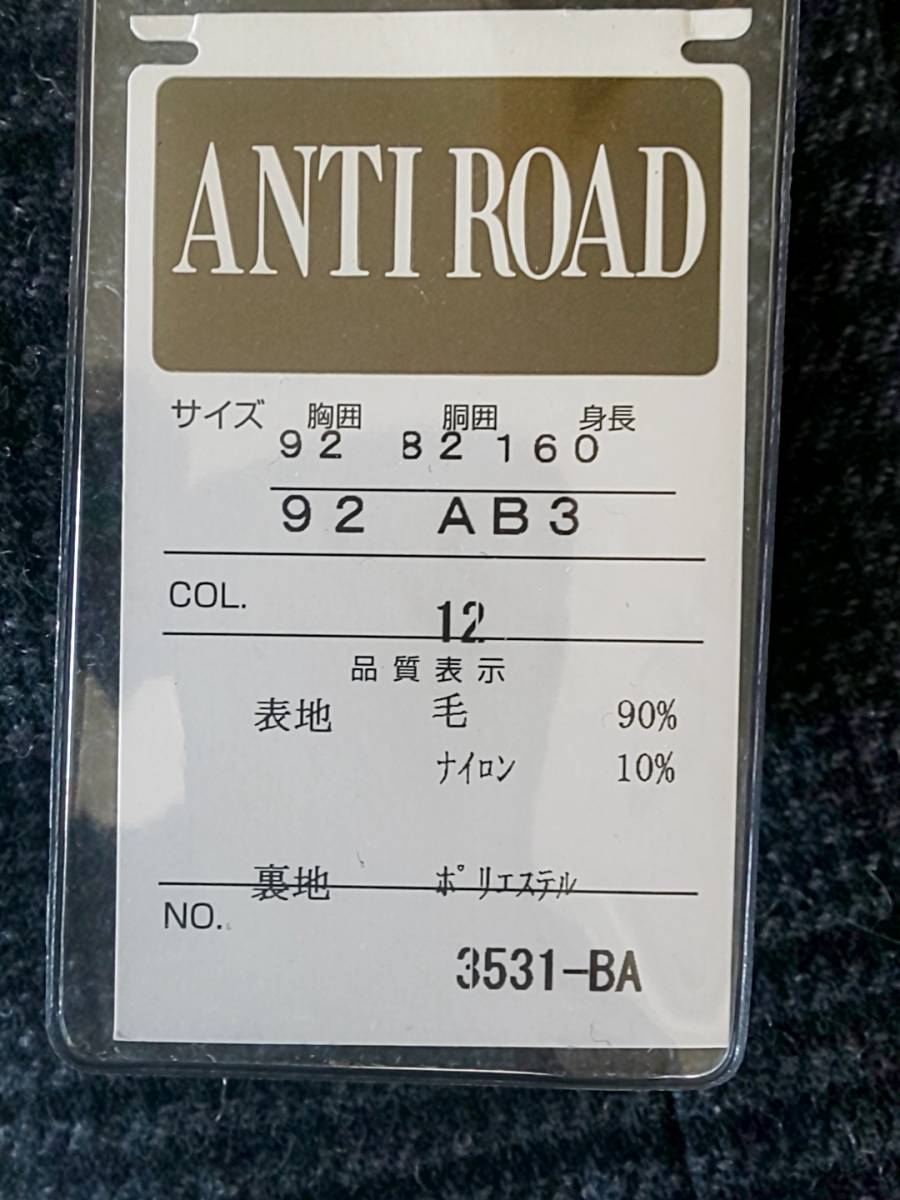 ANTI ROAD
サイズ 胸囲 胴囲 身長
92 82 160
92 AB3
COL.
12
品質表示
表地 毛 90%
ナイロン 10%
裏地 ポリエステル
NO.
3531-BA